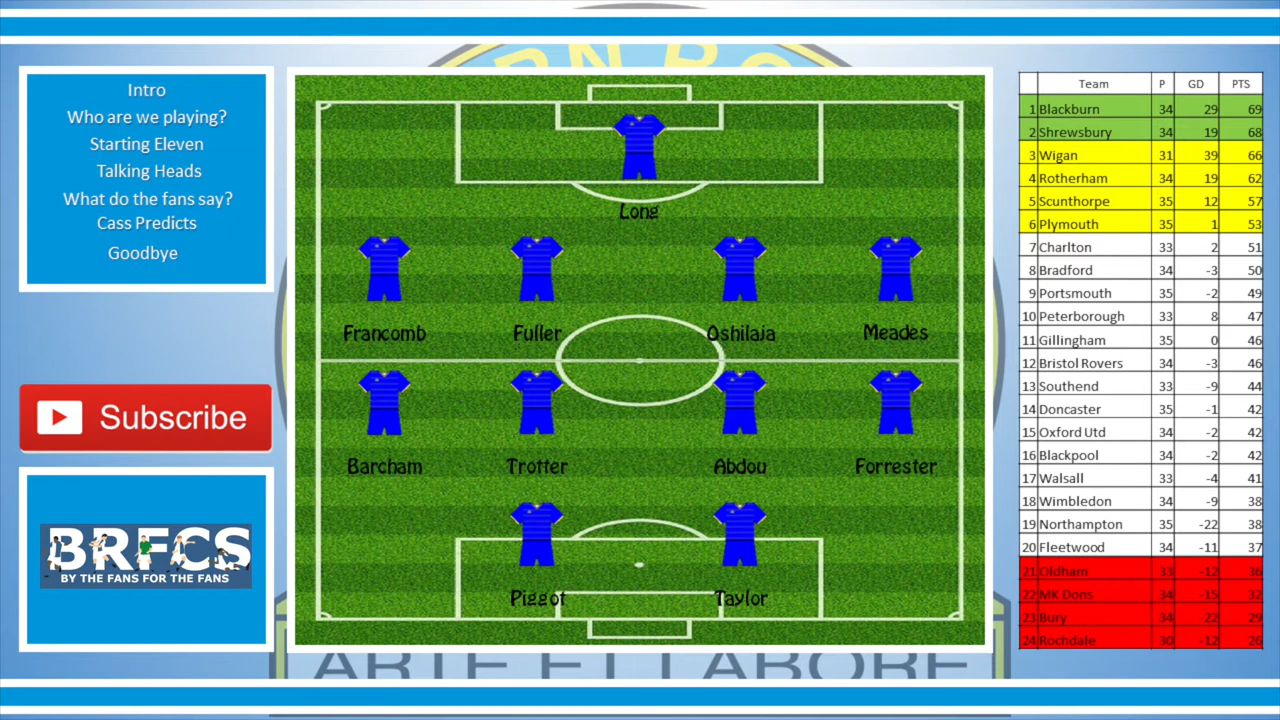 RN RO
Intro
Who are we playing?
Starting Eleven
Talking Heads
What do the fans say?
Cass Predicts
Goodbye
Subscribe
BRFCS
BY THE FANS FOR THE FANS
Long
Francomb Fuller Oshilaja Meades
Barcham Trotter Abdou Forrester
Piggot Taylor
Team P GD PTS
1 Blackburn 34 29 69
2 Shrewsbury 34 19 68
3 Wigan 31 39 66
4 Rotherham 34 19 62
5 Scunthorpe 35 12 57
6 Plymouth 35 1 53
7 Charlton 33 2 51
8 Bradford 34 -3 50
9 Portsmouth 35 -2 49
10 Peterborough 33 8 47
11 Gillingham 35 0 46
12 Bristol Rovers 34 -3 46
13 Southend 33 -9 44
14 Doncaster 35 -1 42
15 Oxford Utd 34 -2 42
16 Blackpool 34 -2 42
17 Walsall 33 -4 41
18 Wimbledon 34 -9 38
19 Northampton 35 -22 38
20 Fleetwood 34 -11 37
21 Oldham 33 -12 36
22 MK Dons 34 -15 32
23 Bury 34 22 29
24 Rochdale 30 -12 26
ARTE ET LABORE